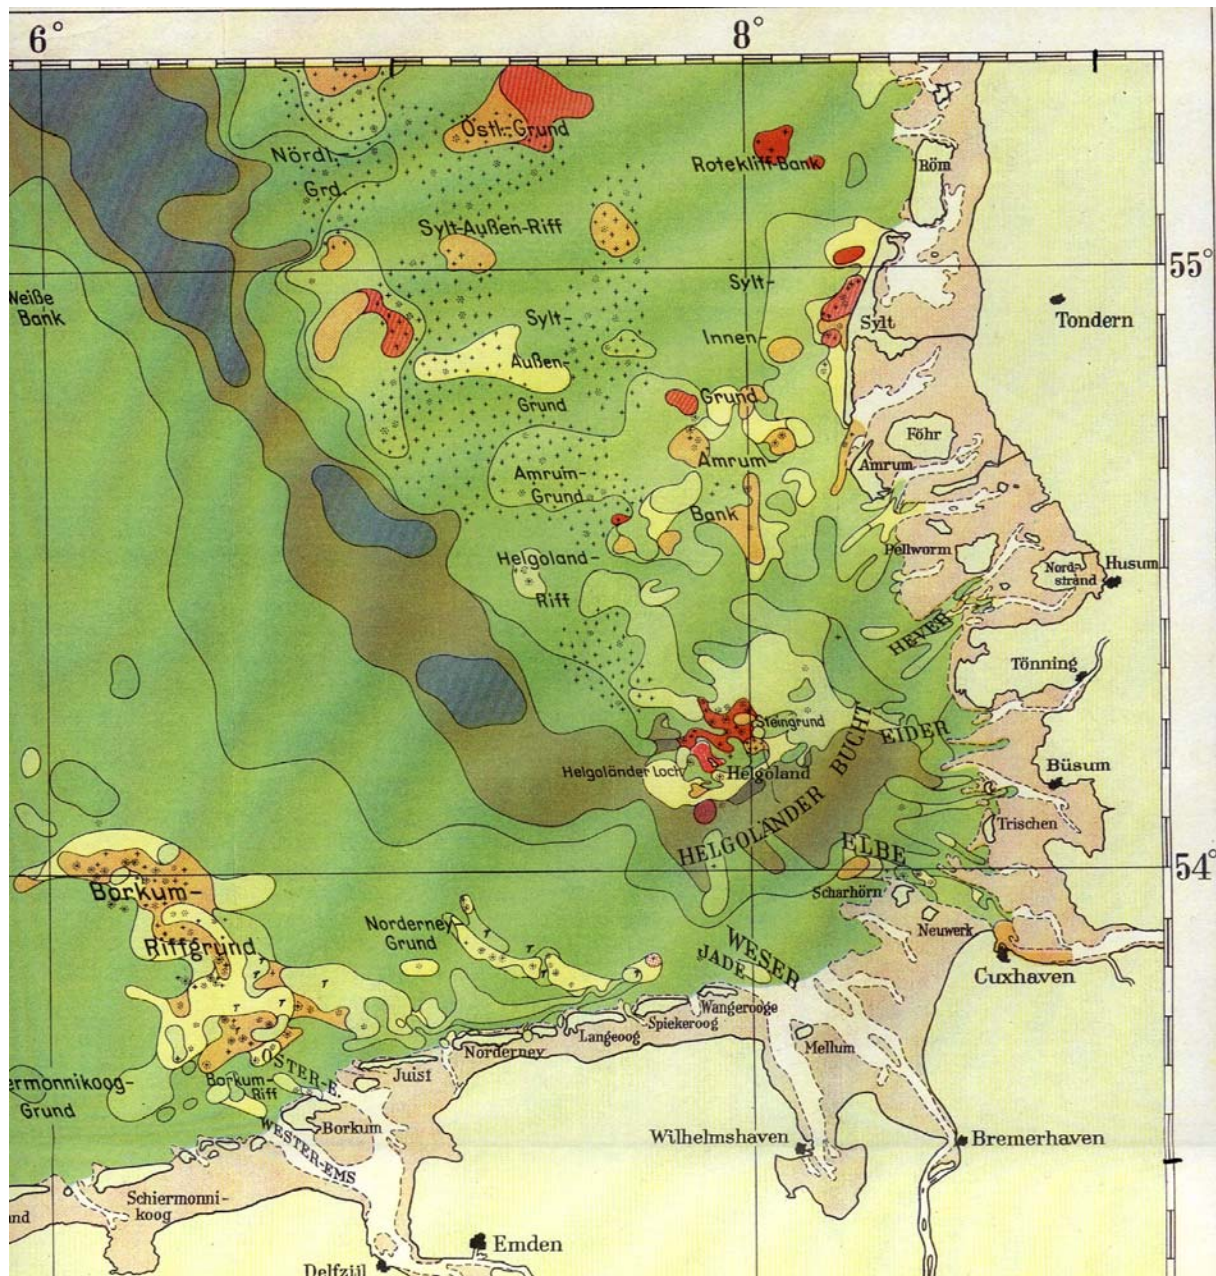 6°
8°
Östl.-Grund
Nördl.-
Grd.
Rotekliff-Bank
Röm
Sylt-Außen-Riff
55°
Weiße
Bank
Sylt-
Tondern
Sylt-
Sylt
Innen-
Außen-
Grund
Grund
Föhr
Amrum-
Amrum
Amrum-
Grund
Bank
Pellworm
Helgoland-
Riff
Nord-
strand
Husum
HEVER
Tönning
Steingrund
EIDER
Helgoländer Loch
Helgoland
Büsum
HELGOLÄNDER BUCHT
Trischen
ELBE
54°
Borkum-
Scharhörn
Riffgrund
Norderney-
Grund
Neuwerk
WESER
JADE
Cuxhaven
Wangerooge
Spiekeroog
Langeoog
Norderney
Mellum
OSTER-E.
Juist
ermonnikoog-
Grund
Borkum-
Riff
Borkum
WESTER-EMS
Wilhelmshaven
Bremerhaven
Schiermonni-
koog
nd
Emden
Delfzijl